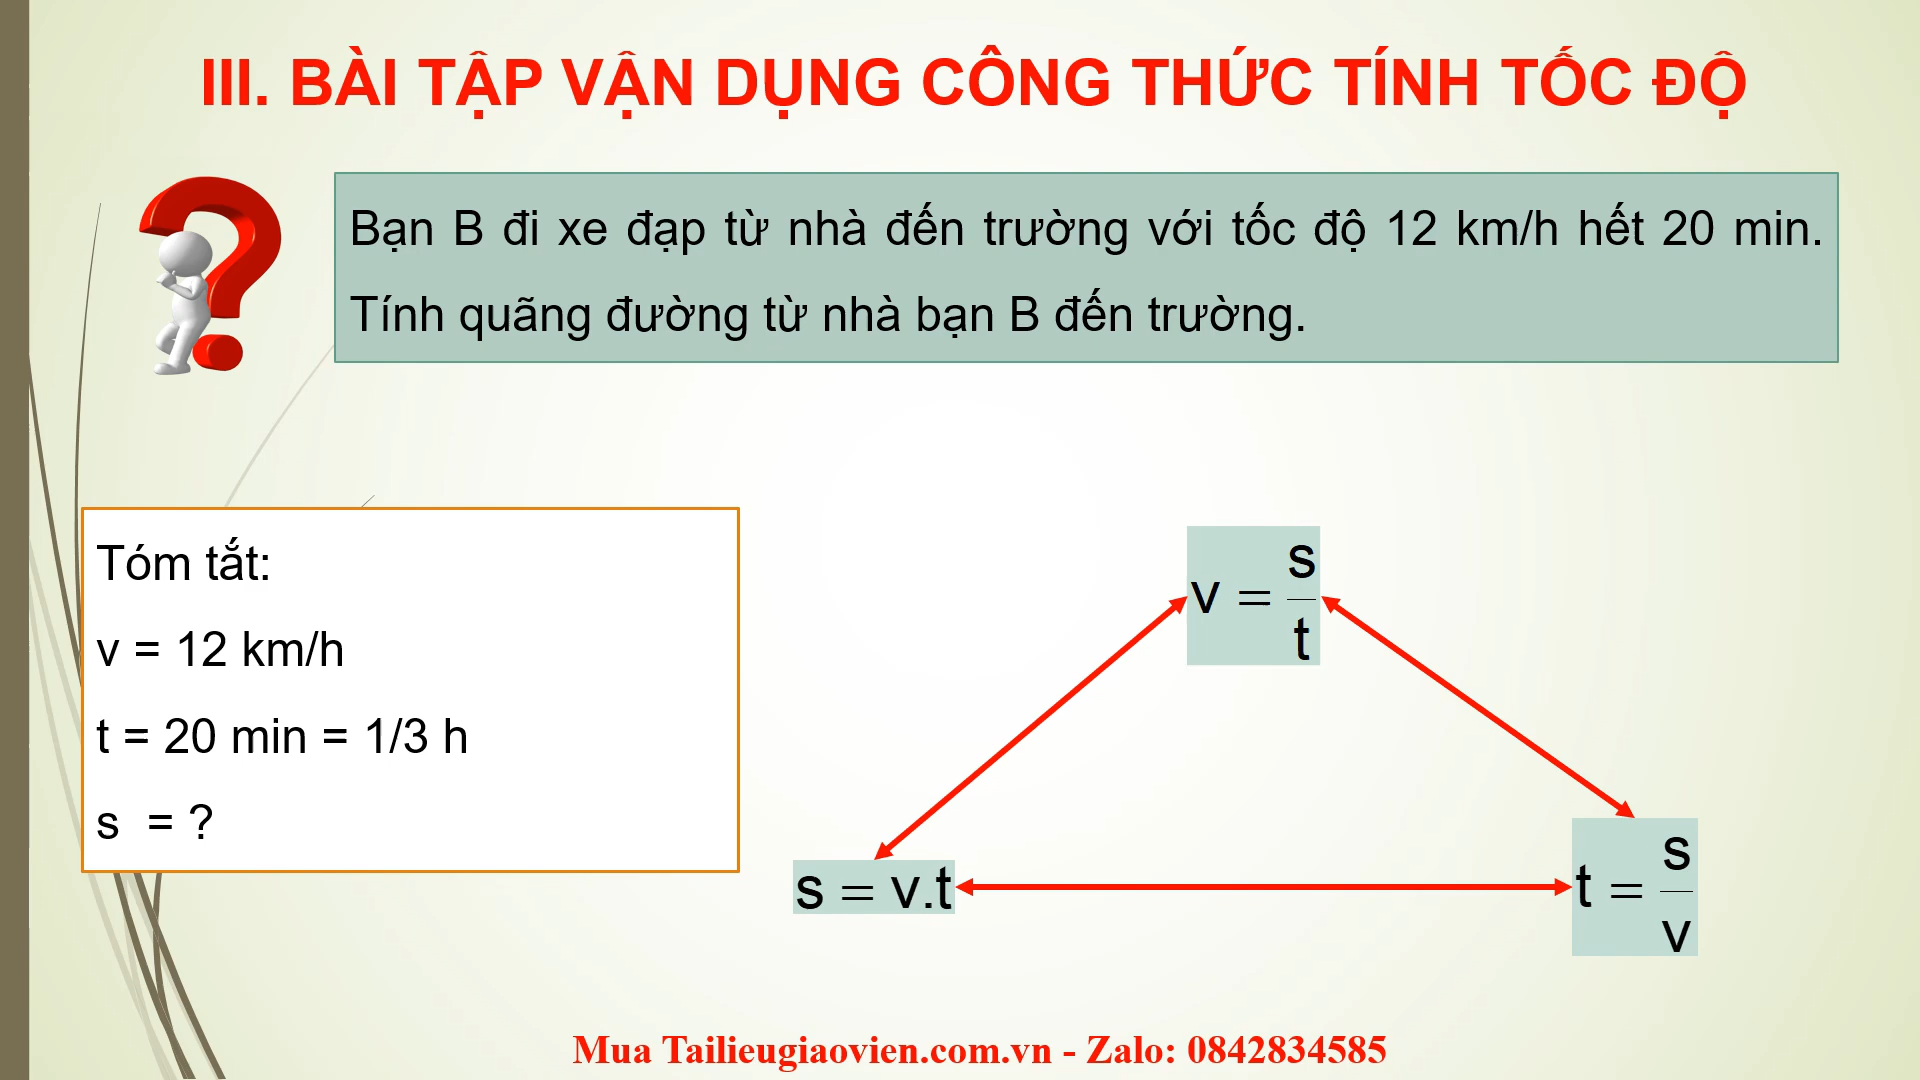 III. BÀI TẬP VẬN DỤNG CÔNG THỨC TÍNH TỐC ĐỘ
Bạn B đi xe đạp từ nhà đến trường với tốc độ 12 km/h hết 20 min.
Tính quãng đường từ nhà bạn B đến trường.
Tóm tắt:
v = 12 km/h
t = 20 min = 1/3 h
s = ?
v = s/t
s = v.t
t = s/v
Mua Tailieugiaovien.com.vn - Zalo: 0842834585